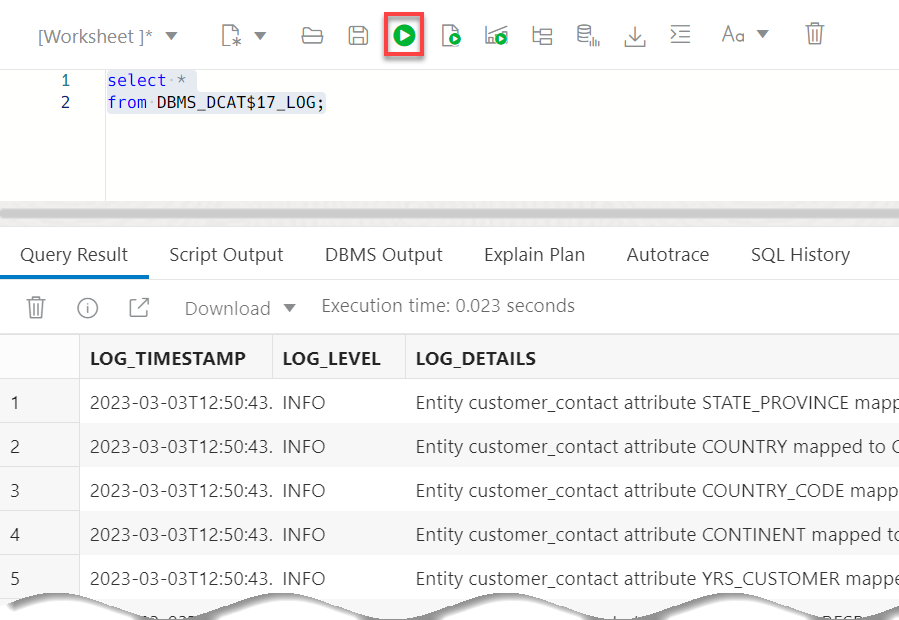 [Worksheet ]* Aa
1 select *
2 from DBMS_DCAT$17_LOG;
Query Result Script Output DBMS Output Explain Plan Autotrace SQL History
Download Execution time: 0.023 seconds
LOG_TIMESTAMP LOG_LEVEL LOG_DETAILS
1 2023-03-03T12:50:43. INFO Entity customer_contact attribute STATE_PROVINCE mapp
2 2023-03-03T12:50:43. INFO Entity customer_contact attribute COUNTRY mapped to
3 2023-03-03T12:50:43. INFO Entity customer_contact attribute COUNTRY_CODE mapp
4 2023-03-03T12:50:43. INFO Entity customer_contact attribute CONTINENT mapped to
5 2023-03-03T12:50:43. INFO Entity customer_contact attribute YRS_CUSTOMER mappe